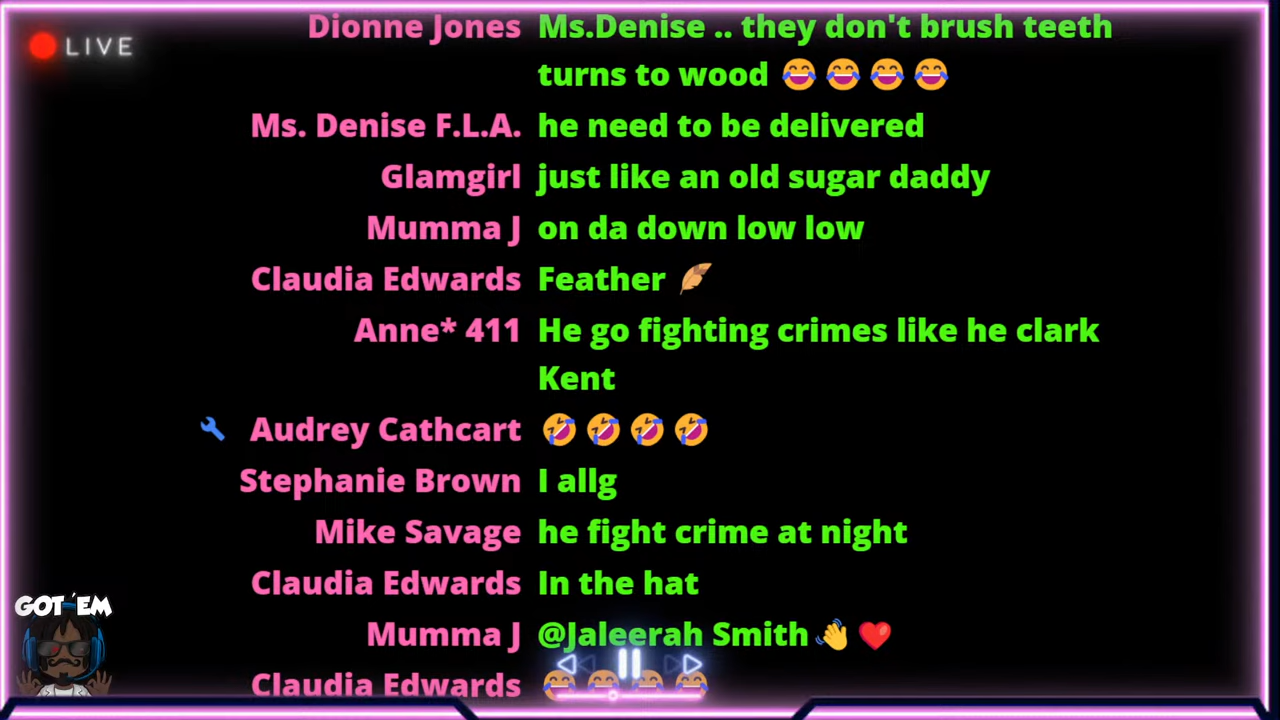 LIVE
Dionne Jones Ms.Denise .. they don't brush teeth
turns to wood 😂 😂 😂 😂
Ms. Denise F.L.A. he need to be delivered
Glamgirl just like an old sugar daddy
Mumma J on da down low low
Claudia Edwards Feather 🪶
Anne* 411 He go fighting crimes like he clark
Kent
Audrey Cathcart 🤣 🤣 🤣 🤣
Stephanie Brown I allg
Mike Savage he fight crime at night
Claudia Edwards In the hat
GOT 'EM
Mumma J @Jaleerah Smith 👋 ❤️
Claudia Edwards 😂 😂 😂 😂